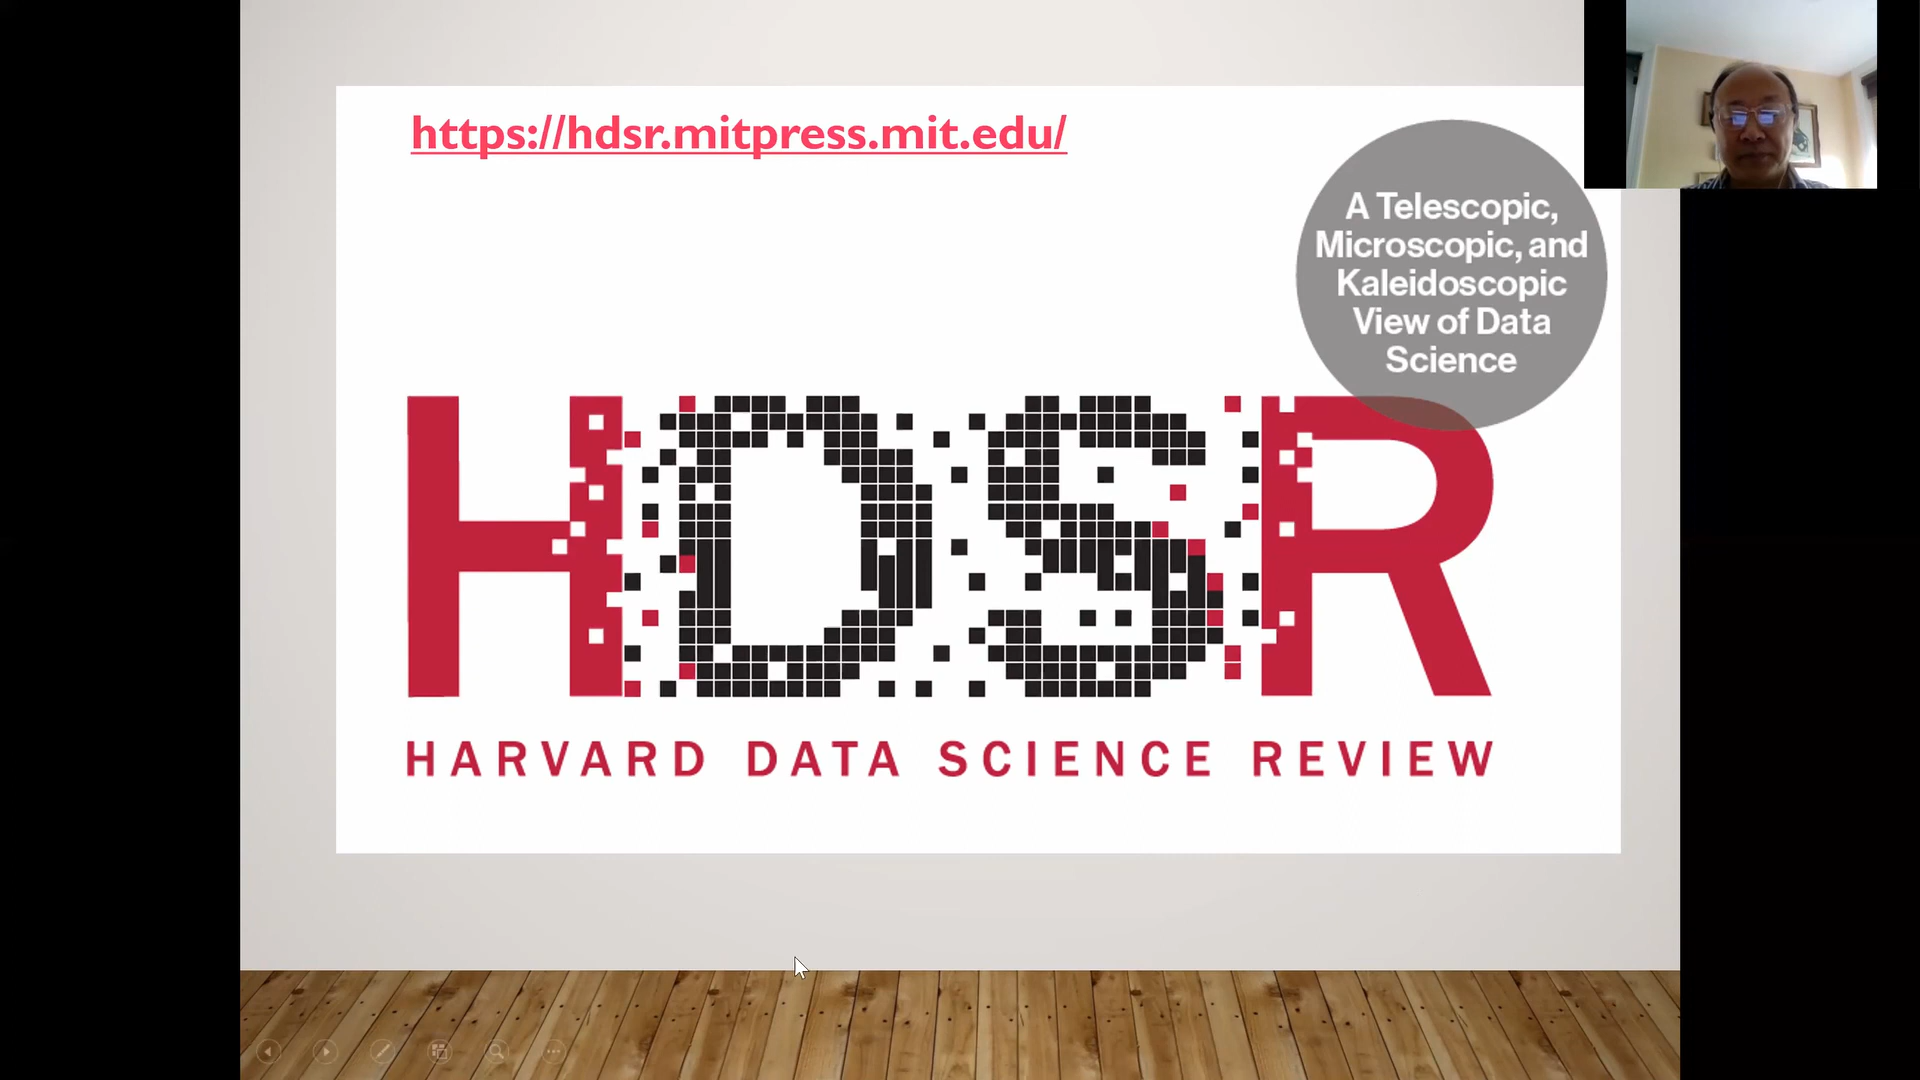 https://hdsr.mitpress.mit.edu/
A Telescopic,
Microscopic, and
Kaleidoscopic
View of Data
Science
HDSR
HARVARD DATA SCIENCE REVIEW